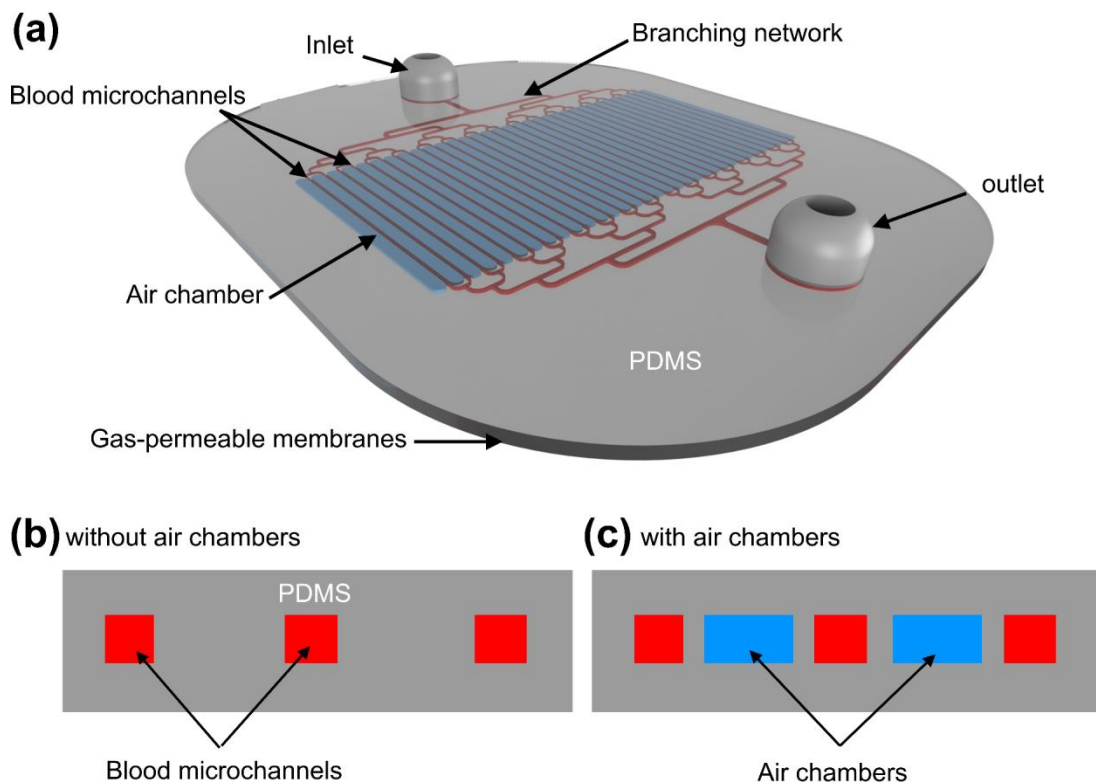 (a)
Inlet
Branching network
Blood microchannels
outlet
Air chamber
PDMS
Gas-permeable membranes
(b) without air chambers
PDMS
Blood microchannels
(c) with air chambers
Air chambers